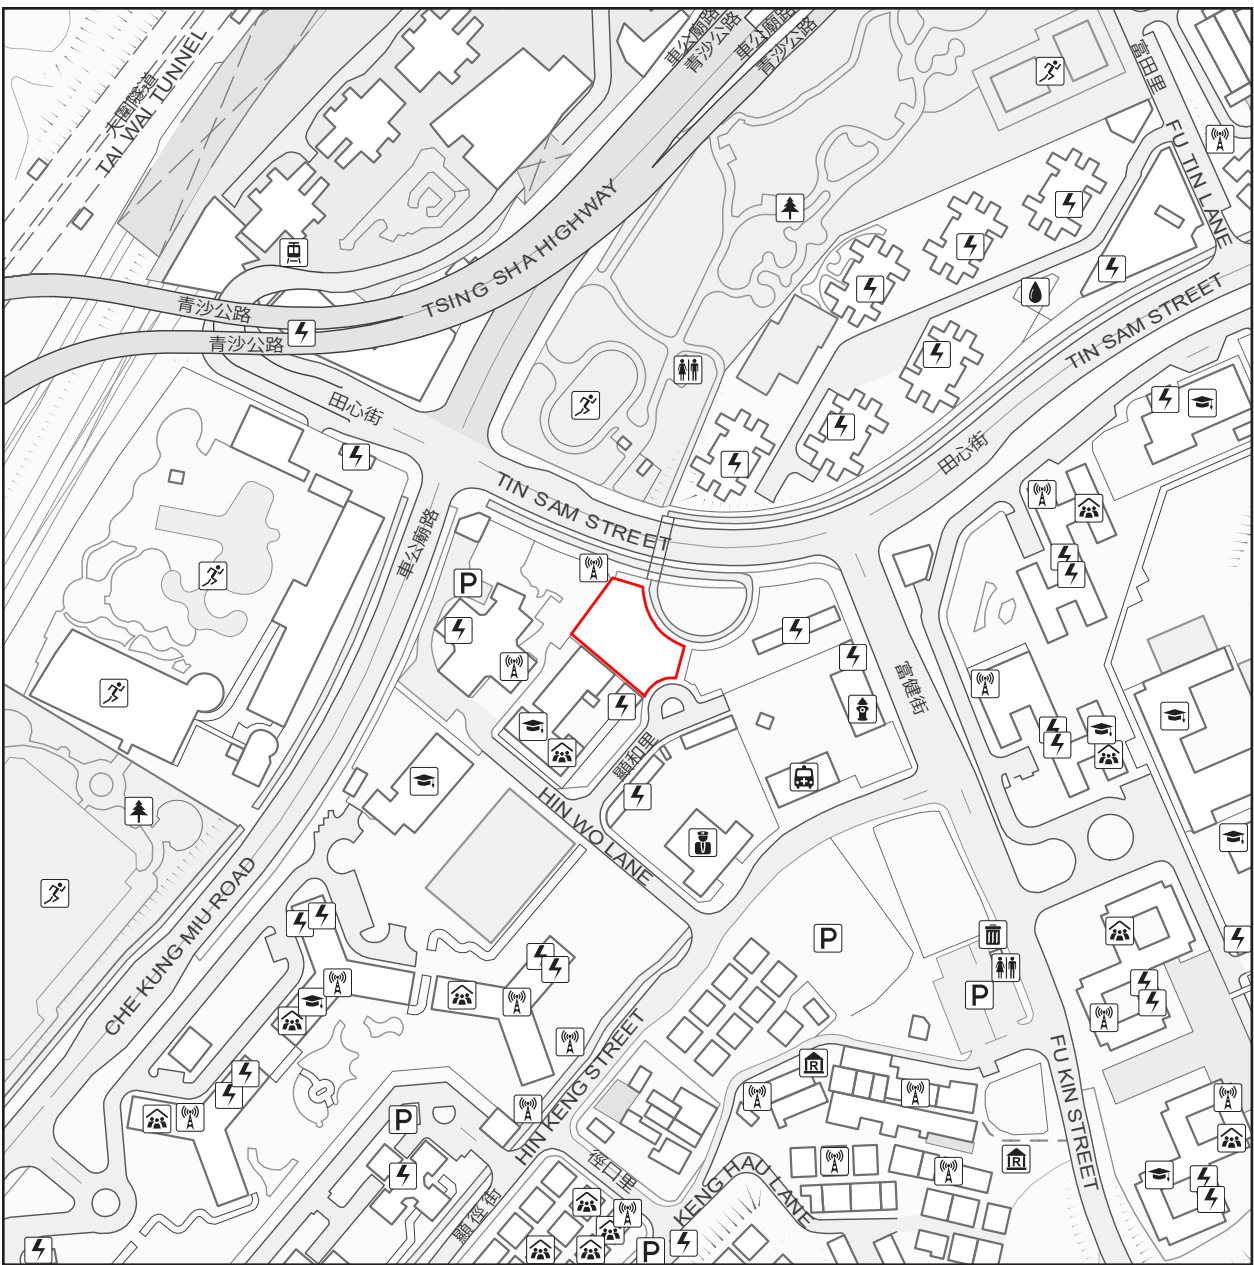 車公廟路
青沙公路
車公廟路
青沙公路
富田里
大圍隧道
TAI WAI TUNNEL
FU TIN LANE
TSING SHA HIGHWAY
青沙公路
青沙公路
TIN SAM STREET
田心街
田心街
TIN SAM STREET
車公廟路
P
富健街
顯和里
HIN WO LANE
CHE KUNG MIU ROAD
P
P
HIN KENG STREET
R
FU KIN STREET
P
徑口里
R
KENG HAU LANE
顯徑街
P